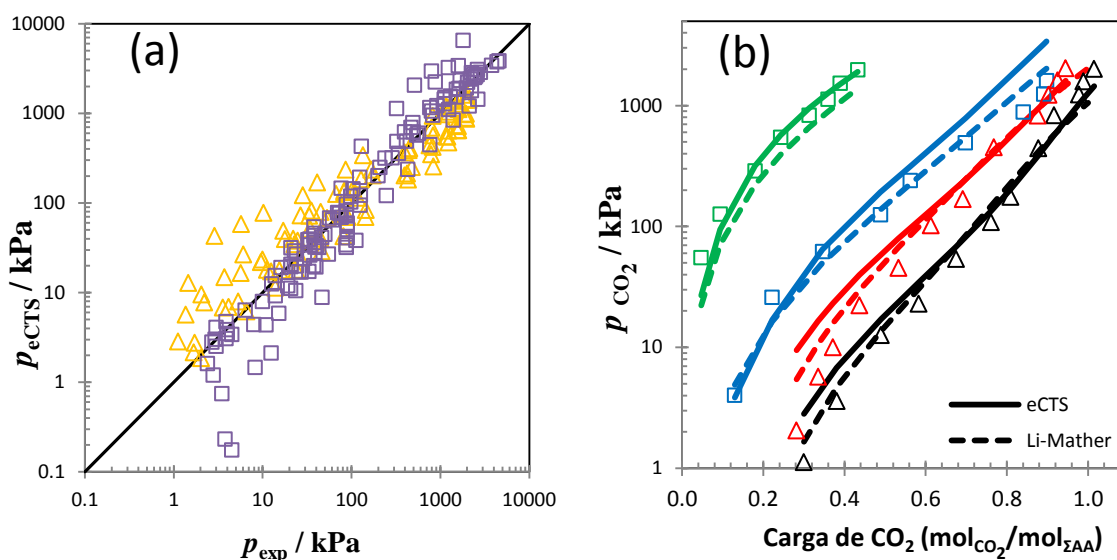 (a)
10000
1000
100
10
1
0.1
p_eCTS / kPa
0.1 1 10 100 1000 10000
p_exp / kPa
(b)
1000
100
10
1
p CO₂ / kPa
eCTS
Li-Mather
0.0 0.2 0.4 0.6 0.8 1.0
Carga de CO₂ (mol_CO₂/mol_ΣAA)